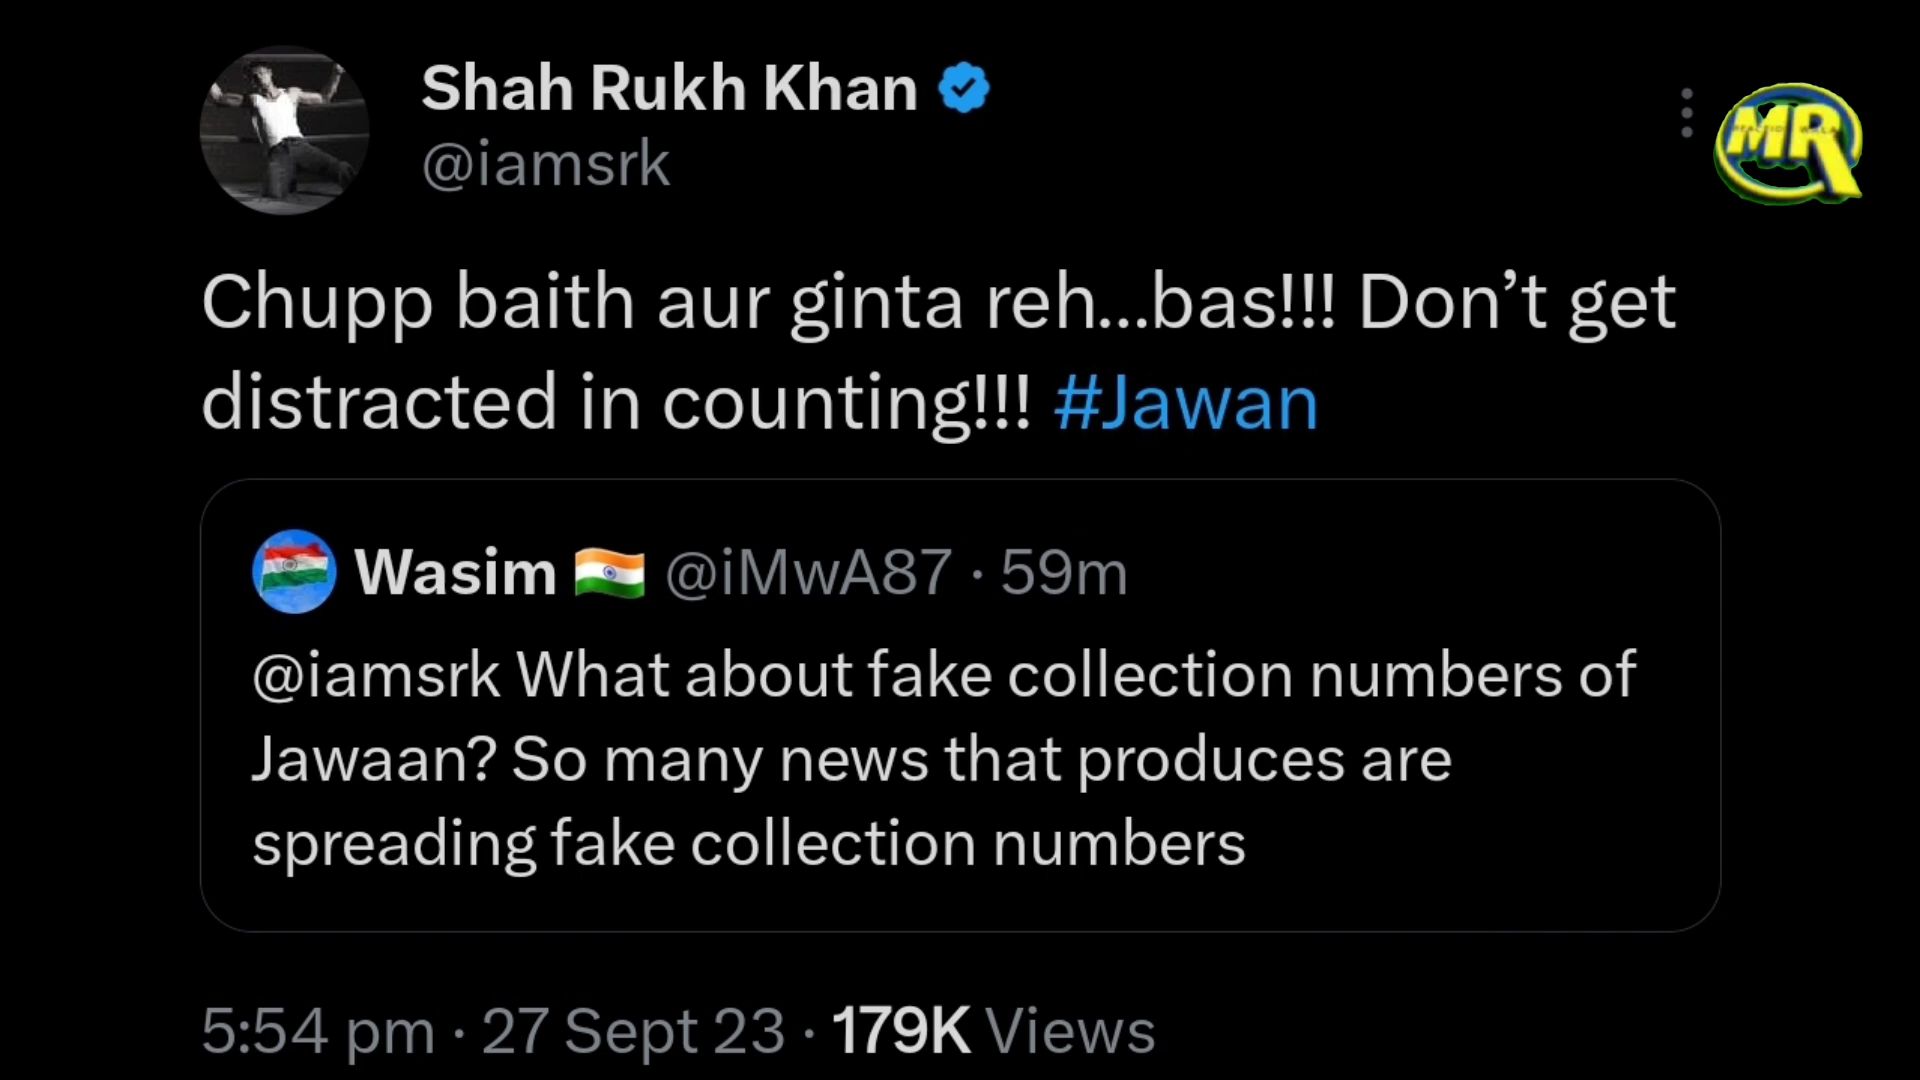 Shah Rukh Khan
@iamsrk
MR
Chupp baith aur ginta reh...bas!!! Don’t get
distracted in counting!!! #Jawan
Wasim 🇮🇳 @iMwA87 · 59m
@iamsrk What about fake collection numbers of
Jawaan? So many news that produces are
spreading fake collection numbers
5:54 pm · 27 Sept 23 · 179K Views